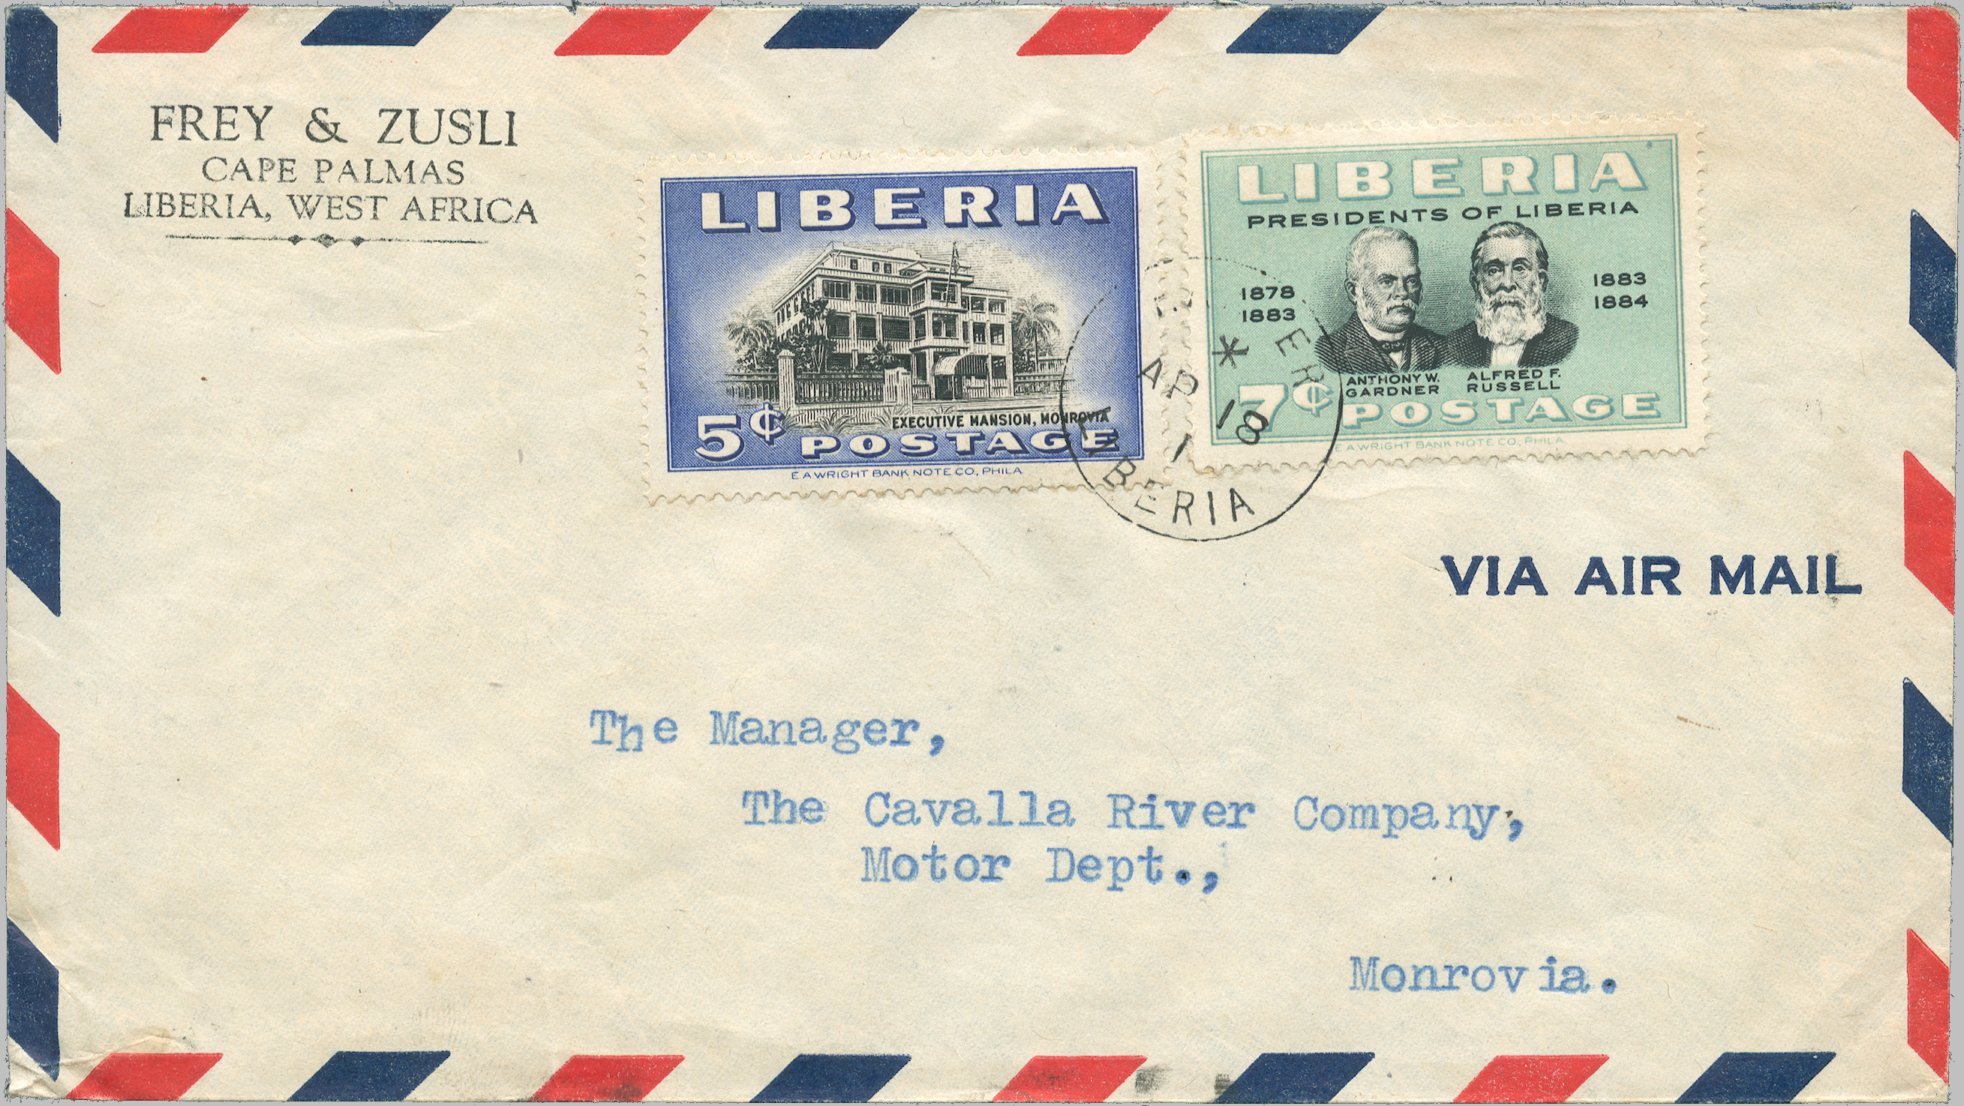 FREY & ZUSLI
CAPE PALMAS
LIBERIA, WEST AFRICA
LIBERIA
EXECUTIVE MANSION, MONROVIA
5¢ POSTAGE
E A WRIGHT BANK NOTE CO., PHILA
LIBERIA
PRESIDENTS OF LIBERIA
1878
1883
1883
1884
ANTHONY W.
GARDNER
ALFRED F.
RUSSELL
7¢ POSTAGE
E A WRIGHT BANK NOTE CO., PHILA.
AP 18
LIBERIA
VIA AIR MAIL
The Manager,
The Cavalla River Company,
Motor Dept.,
Monrovia.